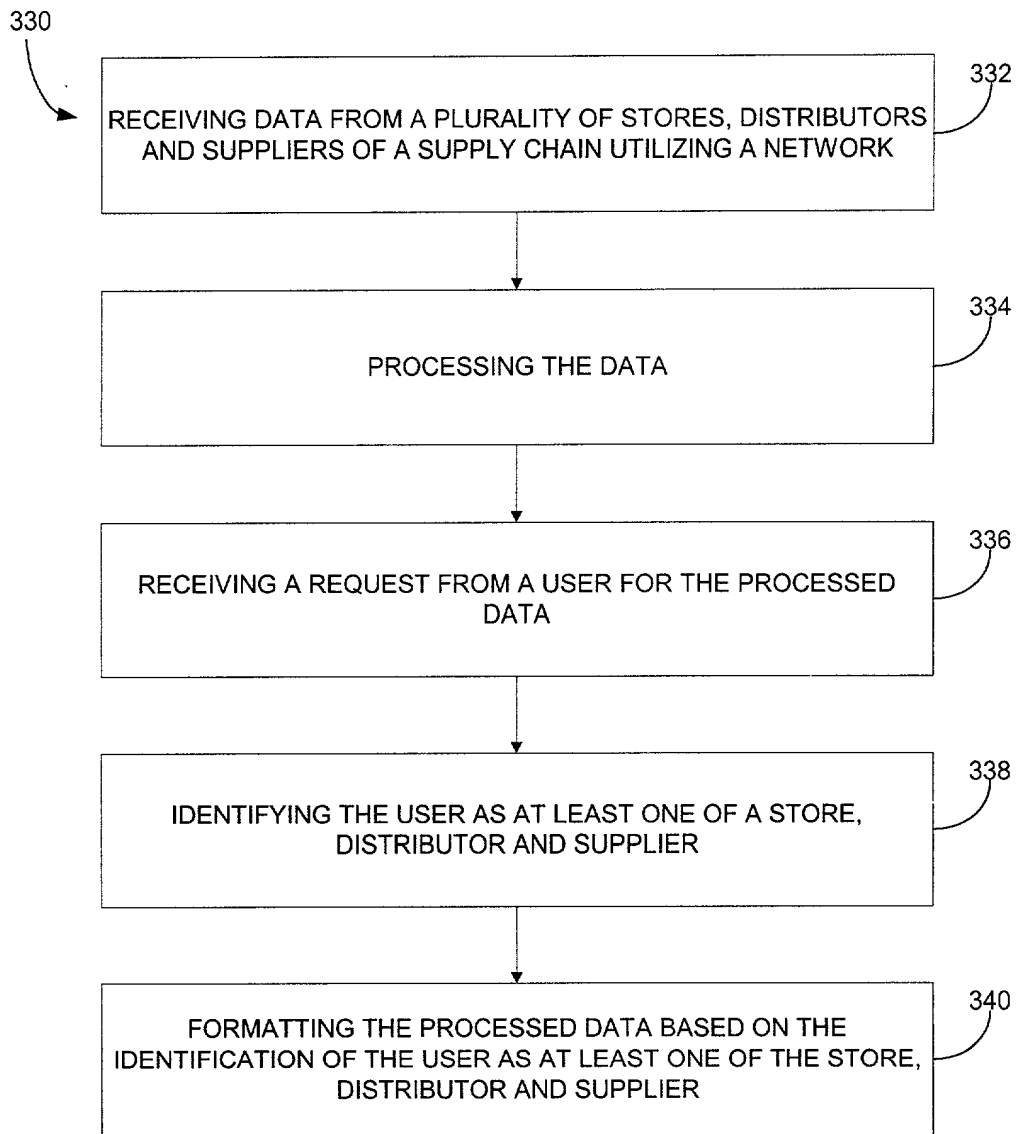 330
332
RECEIVING DATA FROM A PLURALITY OF STORES, DISTRIBUTORS
AND SUPPLIERS OF A SUPPLY CHAIN UTILIZING A NETWORK
334
PROCESSING THE DATA
336
RECEIVING A REQUEST FROM A USER FOR THE PROCESSED
DATA
338
IDENTIFYING THE USER AS AT LEAST ONE OF A STORE,
DISTRIBUTOR AND SUPPLIER
340
FORMATTING THE PROCESSED DATA BASED ON THE
IDENTIFICATION OF THE USER AS AT LEAST ONE OF THE STORE,
DISTRIBUTOR AND SUPPLIER